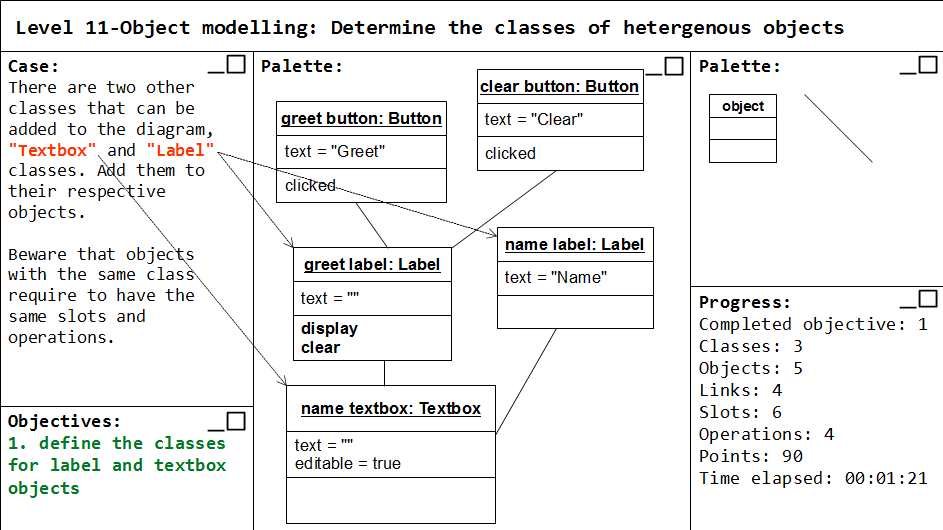 Level 11-Object modelling: Determine the classes of hetergenous objects
Case:
There are two other
classes that can be
added to the diagram,
"Textbox" and "Label"
classes. Add them to
their respective
objects.
Beware that objects
with the same class
require to have the
same slots and
operations.
Objectives:
1. define the classes
for label and textbox
objects
Palette:
greet button: Button
text = "Greet"
clicked
clear button: Button
text = "Clear"
clicked
greet label: Label
text = ""
display
clear
name label: Label
text = "Name"
name textbox: Textbox
text = ""
editable = true
Palette:
object
Progress:
Completed objective: 1
Classes: 3
Objects: 5
Links: 4
Slots: 6
Operations: 4
Points: 90
Time elapsed: 00:01:21